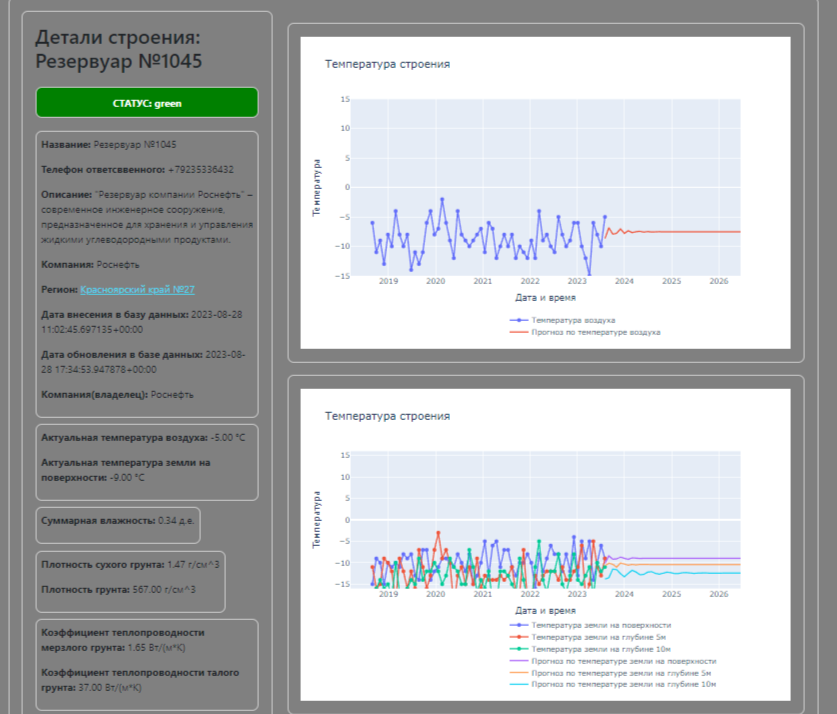 Детали строения:
Резервуар №1045
СТАТУС: green
Название: Резервуар №1045
Телефон ответсввенного: +79235336432
Описание: "Резервуар компании Роснефть" –
современное инженерное сооружение,
предназначенное для хранения и управления
жидкими углеводородными продуктами.
Компания: Роснефть
Регион: Красноярский край №27
Дата внесения в базу данных: 2023-08-28
11:02:45.697135+00:00
Дата обновления в базе данных: 2023-08-
28 17:34:53.947878+00:00
Компания(владелец): Роснефть
Актуальная температура воздуха: -5.00 °C
Актуальная температура земли на
поверхности: -9.00 °C
Суммарная влажность: 0.34 д.е.
Плотность сухого грунта: 1.47 г/см^3
Плотность грунта: 567.00 г/см^3
Коэффициент теплопроводности
мерзлого грунта: 1.65 Вт/(м*К)
Коэффициент теплопроводности талого
грунта: 37.00 Вт/(м*К)
Температура строения
Температура
15
10
5
0
−5
−10
−15
2019 2020 2021 2022 2023 2024 2025 2026
Дата и время
Температура воздуха
Прогноз по температуре воздуха
Температура строения
Температура
15
10
5
0
−5
−10
−15
2019 2020 2021 2022 2023 2024 2025 2026
Дата и время
Температура земли на поверхности
Температура земли на глубине 5м
Температура земли на глубине 10м
Прогноз по температуре земли на поверхности
Прогноз по температуре земли на глубине 5м
Прогноз по температуре земли на глубине 10м